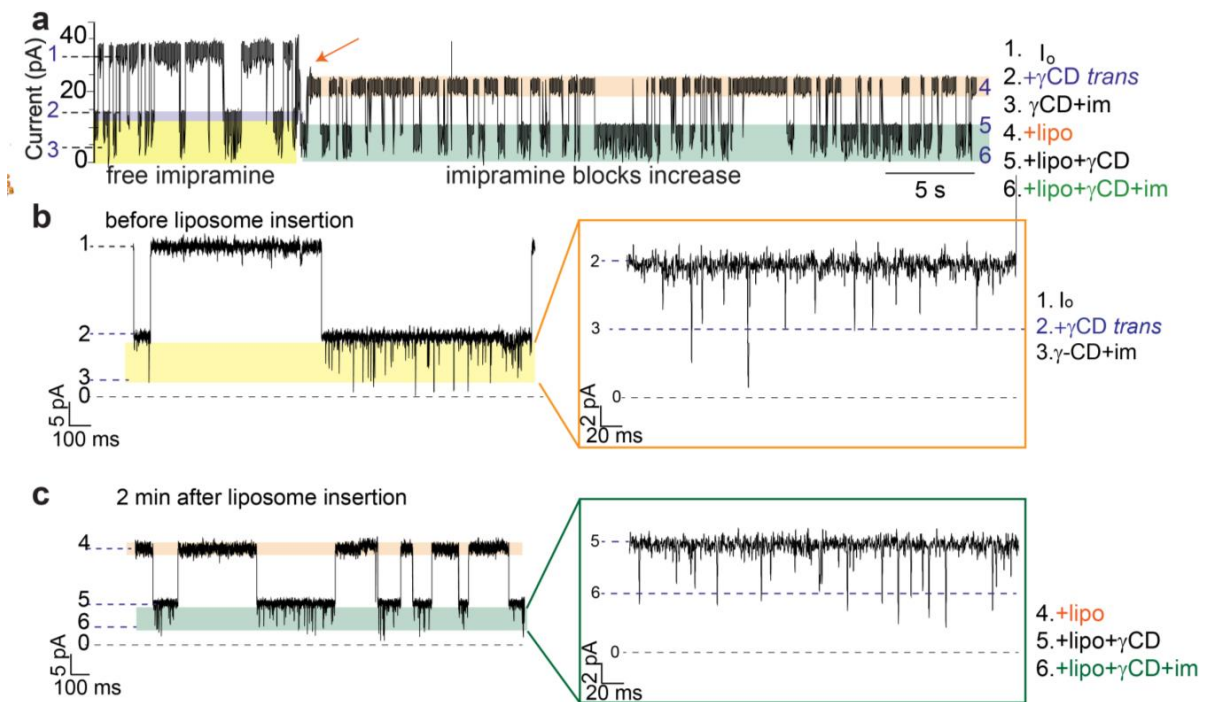 a
Current (pA)
40
20
0
1
2
3
4
5
6
free imipramine
imipramine blocks increase
5 s
1. Io
2.+γCD trans
3. γCD+im
4.+lipo
5.+lipo+γCD
6.+lipo+γCD+im
b
before liposome insertion
1
2
3
0
5 pA
100 ms
2
3
0
2 pA
20 ms
1. Io
2.+γCD trans
3.γ-CD+im
c
2 min after liposome insertion
4
5
6
0
5 pA
100 ms
5
6
0
2 pA
20 ms
4.+lipo
5.+lipo+γCD
6.+lipo+γCD+im